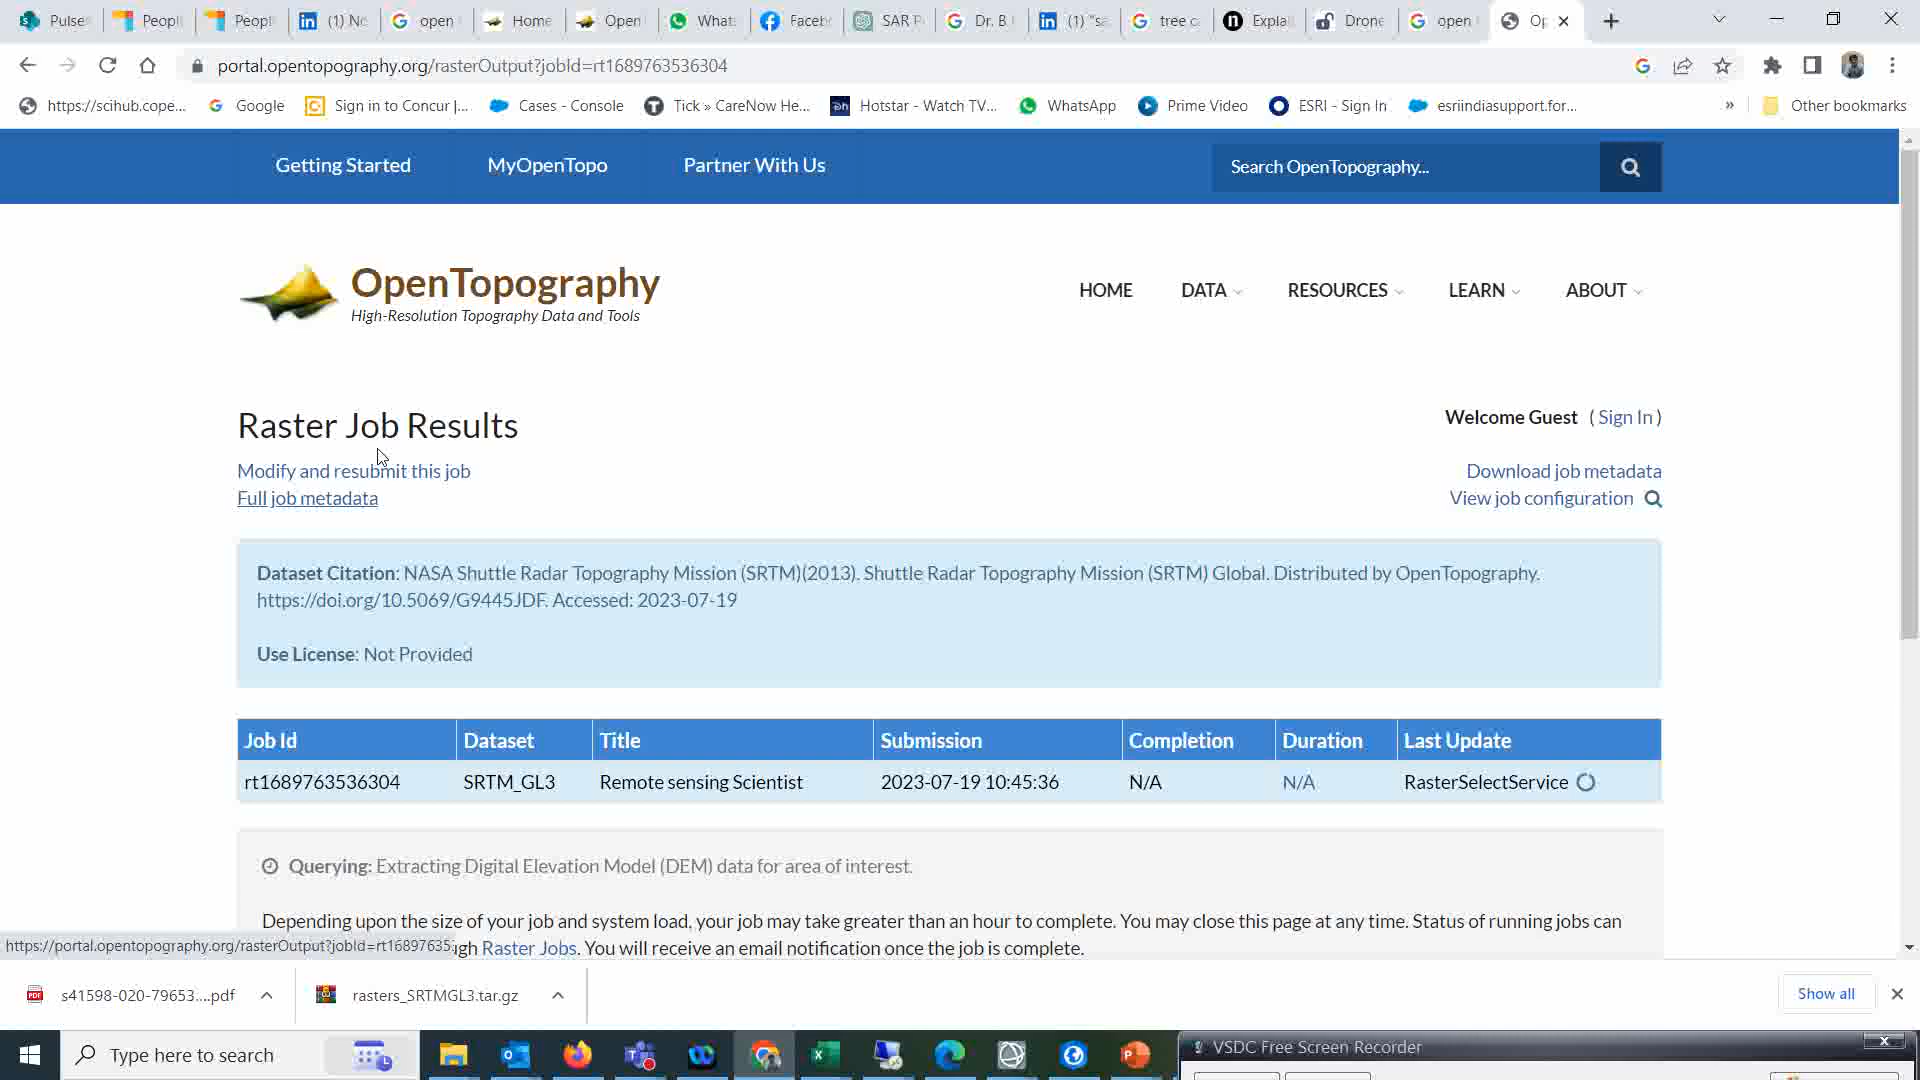 Pulse
Peopl
Peopl
(1) No
open
Home
Open
What
Faceb
SAR P
Dr. B
(1) "sa
tree c
Explai
Drone
open
Op
portal.opentopography.org/rasterOutput?jobId=rt1689763536304
https://scihub.cope...
Google
Sign in to Concur |...
Cases - Console
Tick » CareNow He...
Hotstar - Watch TV...
WhatsApp
Prime Video
ESRI - Sign In
esriindiasupport.for...
»
Other bookmarks
Getting Started
MyOpenTopo
Partner With Us
Search OpenTopography...
OpenTopography
High-Resolution Topography Data and Tools
HOME
DATA
RESOURCES
LEARN
ABOUT
Raster Job Results
Welcome Guest ( Sign In )
Modify and resubmit this job
Download job metadata
Full job metadata
View job configuration
Dataset Citation: NASA Shuttle Radar Topography Mission (SRTM)(2013). Shuttle Radar Topography Mission (SRTM) Global. Distributed by OpenTopography.
https://doi.org/10.5069/G9445JDF. Accessed: 2023-07-19
Use License: Not Provided
Job Id Dataset Title Submission Completion Duration Last Update
rt1689763536304 SRTM_GL3 Remote sensing Scientist 2023-07-19 10:45:36 N/A N/A RasterSelectService
Querying: Extracting Digital Elevation Model (DEM) data for area of interest.
Depending upon the size of your job and system load, your job may take greater than an hour to complete. You may close this page at any time. Status of running jobs can
https://portal.opentopography.org/rasterOutput?jobId=rt16897635
igh Raster Jobs. You will receive an email notification once the job is complete.
s41598-020-79653....pdf
rasters_SRTMGL3.tar.gz
Show all
Type here to search
VSDC Free Screen Recorder